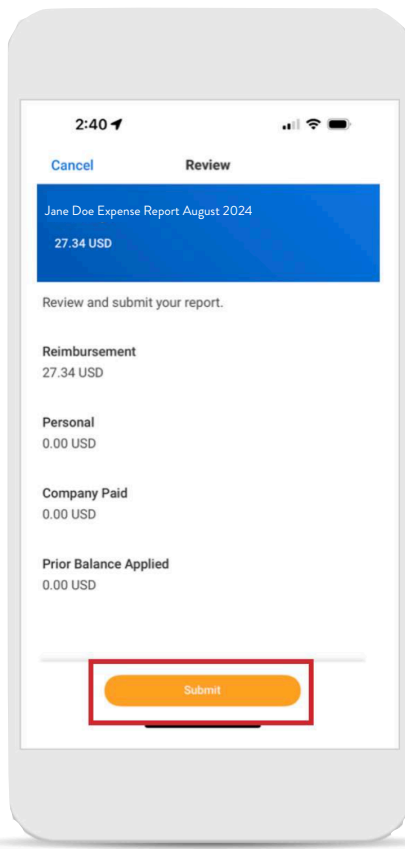 2:40
Cancel Review
Jane Doe Expense Report August 2024
27.34 USD
Review and submit your report.
Reimbursement
27.34 USD
Personal
0.00 USD
Company Paid
0.00 USD
Prior Balance Applied
0.00 USD
Submit